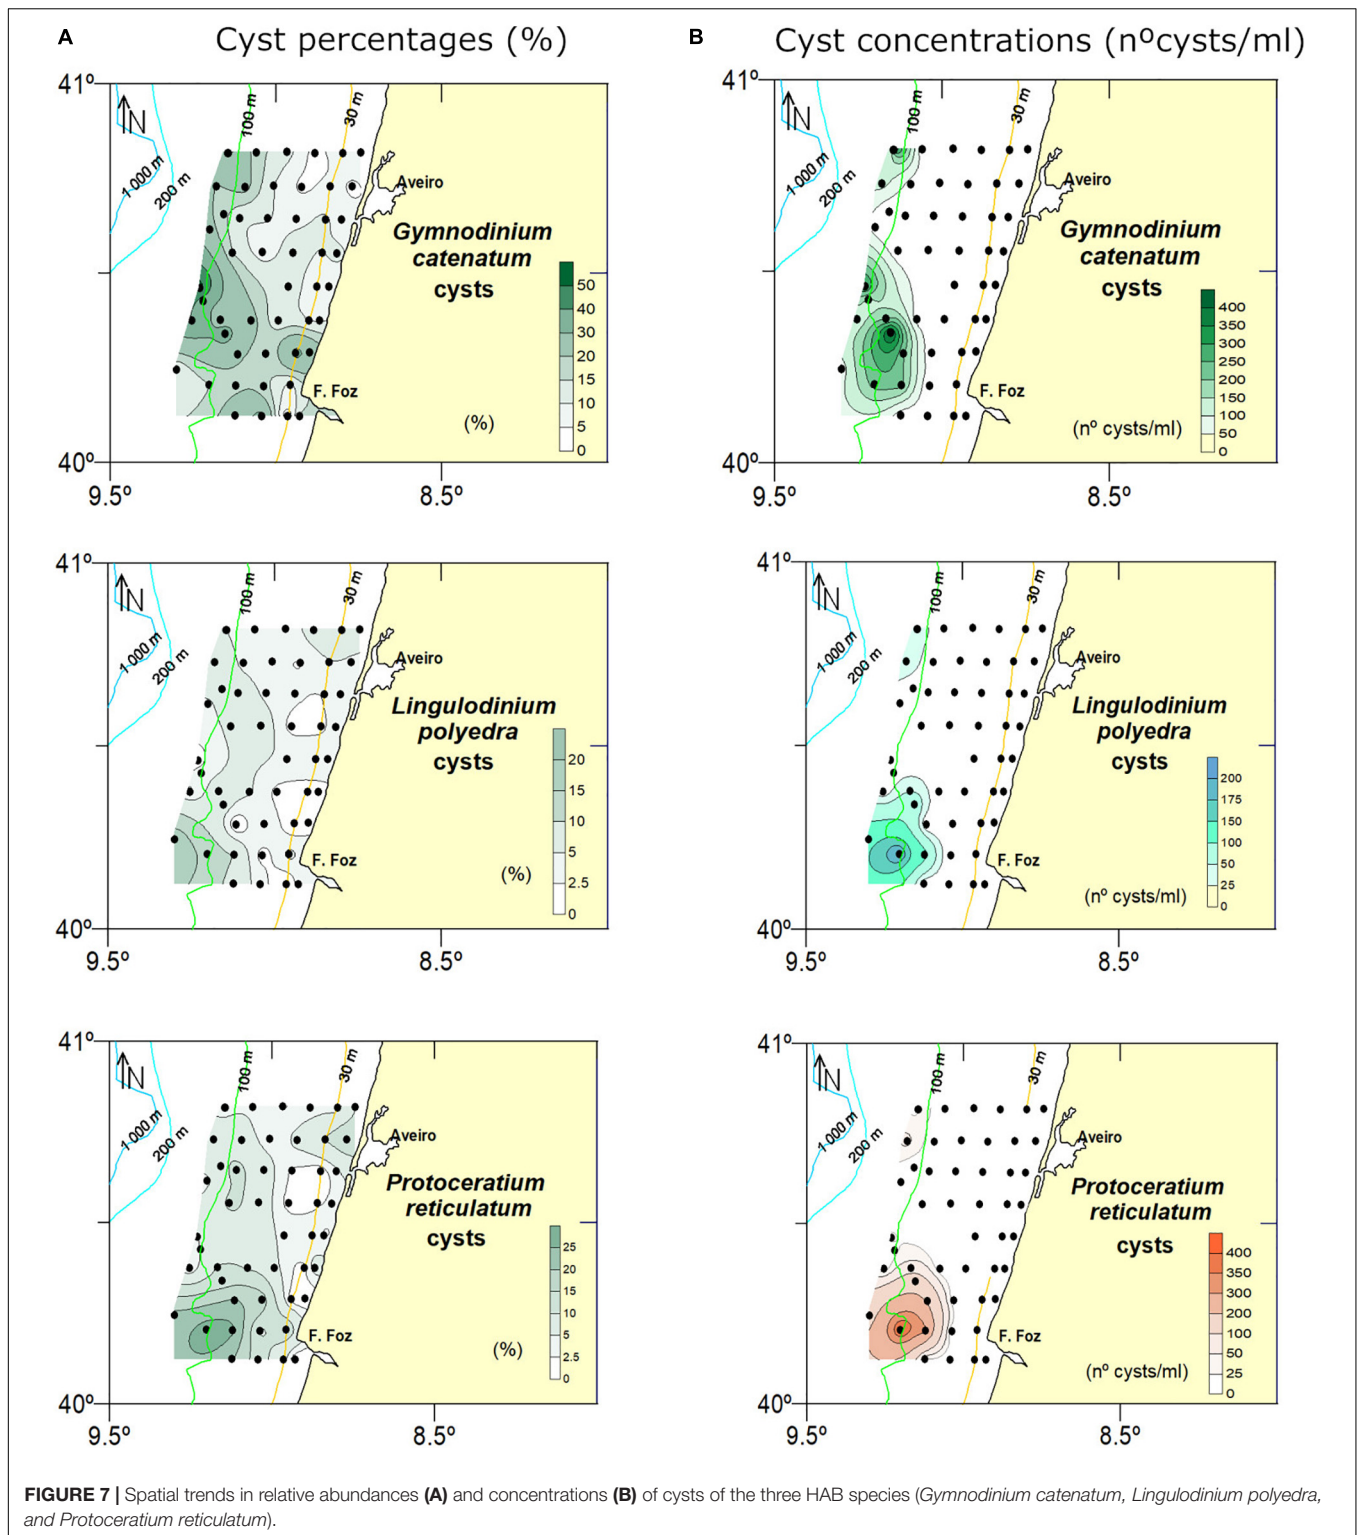 A Cyst percentages (%)
B Cyst concentrations (nºcysts/ml)
41º
N
1 000 m
200 m
100 m
30 m
Aveiro
Gymnodinium
catenatum
cysts
50
40
30
20
15
10
5
0
F. Foz
(%)
40º
9.5º
8.5º
41º
N
1 000 m
200 m
100 m
30 m
Aveiro
Gymnodinium
catenatum
cysts
400
350
300
250
200
150
100
50
0
F. Foz
(nº cysts/ml)
40º
9.5º
8.5º
41º
N
1 000 m
200 m
100 m
30 m
Aveiro
Lingulodinium
polyedra
cysts
20
15
10
5
2.5
0
F. Foz
(%)
40º
9.5º
8.5º
41º
N
1 000 m
200 m
100 m
30 m
Aveiro
Lingulodinium
polyedra
cysts
200
175
150
100
50
25
0
F. Foz
(nº cysts/ml)
40º
9.5º
8.5º
41º
N
1 000 m
200 m
100 m
30 m
Aveiro
Protoceratium
reticulatum
cysts
25
20
15
10
5
2.5
0
F. Foz
(%)
40º
9.5º
8.5º
41º
N
1 000 m
200 m
100 m
30 m
Aveiro
Protoceratium
reticulatum
cysts
400
350
300
200
100
50
25
0
F. Foz
(nº cysts/ml)
40º
9.5º
8.5º
FIGURE 7 | Spatial trends in relative abundances (A) and concentrations (B) of cysts of the three HAB species (Gymnodinium catenatum, Lingulodinium polyedra,
and Protoceratium reticulatum).